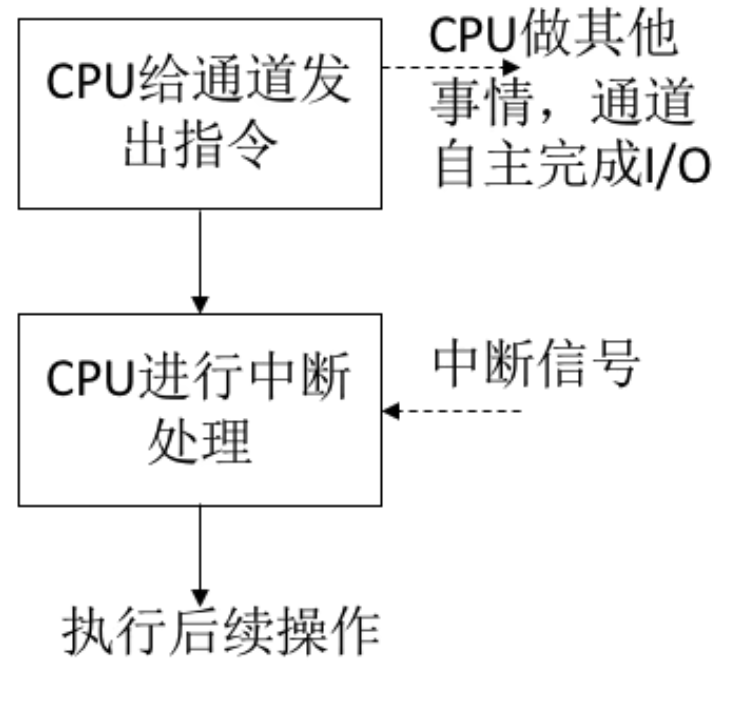 CPU给通道发
出指令
CPU做其他
事情，通道
自主完成I/O
CPU进行中断
处理
中断信号
执行后续操作